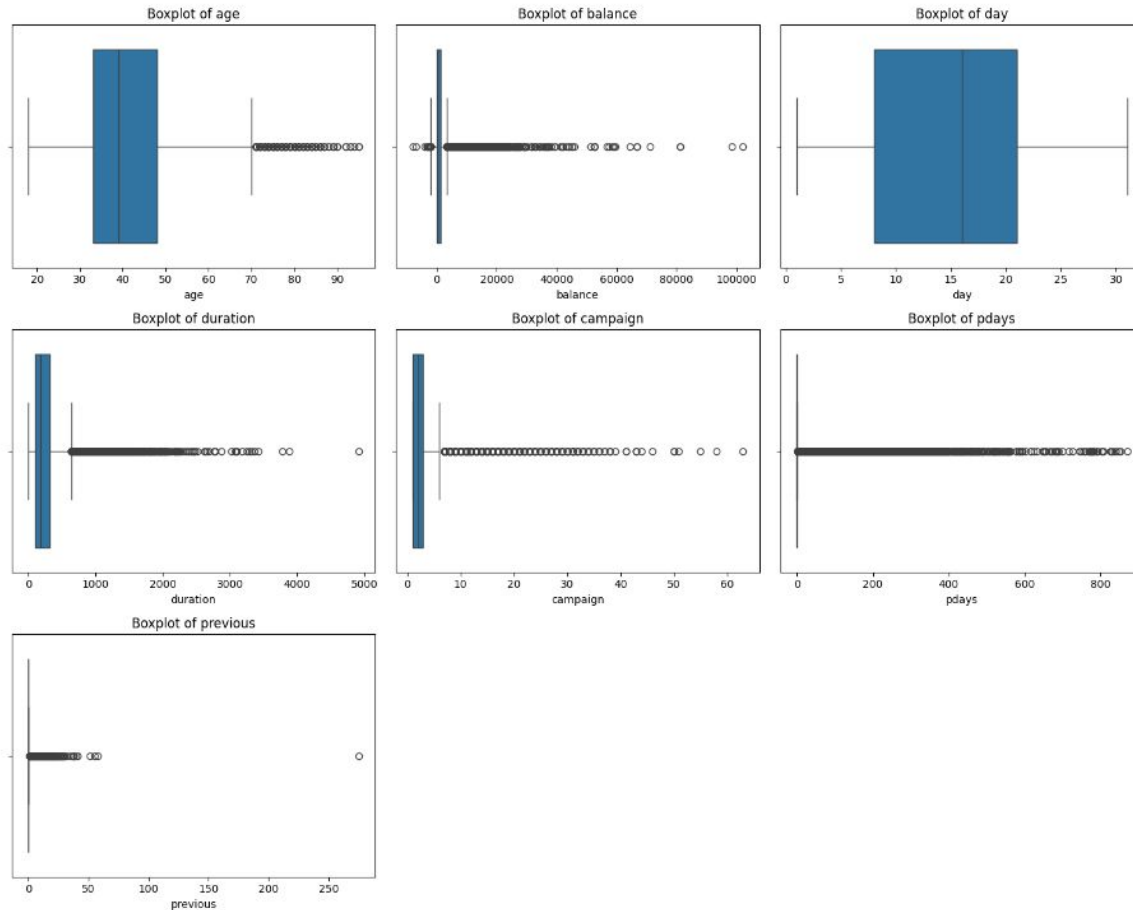 Boxplot of age
20 30 40 50 60 70 80 90
age
Boxplot of balance
0 20000 40000 60000 80000 100000
balance
Boxplot of day
0 5 10 15 20 25 30
day
Boxplot of duration
0 1000 2000 3000 4000 5000
duration
Boxplot of campaign
0 10 20 30 40 50 60
campaign
Boxplot of pdays
0 200 400 600 800
pdays
Boxplot of previous
0 50 100 150 200 250
previous